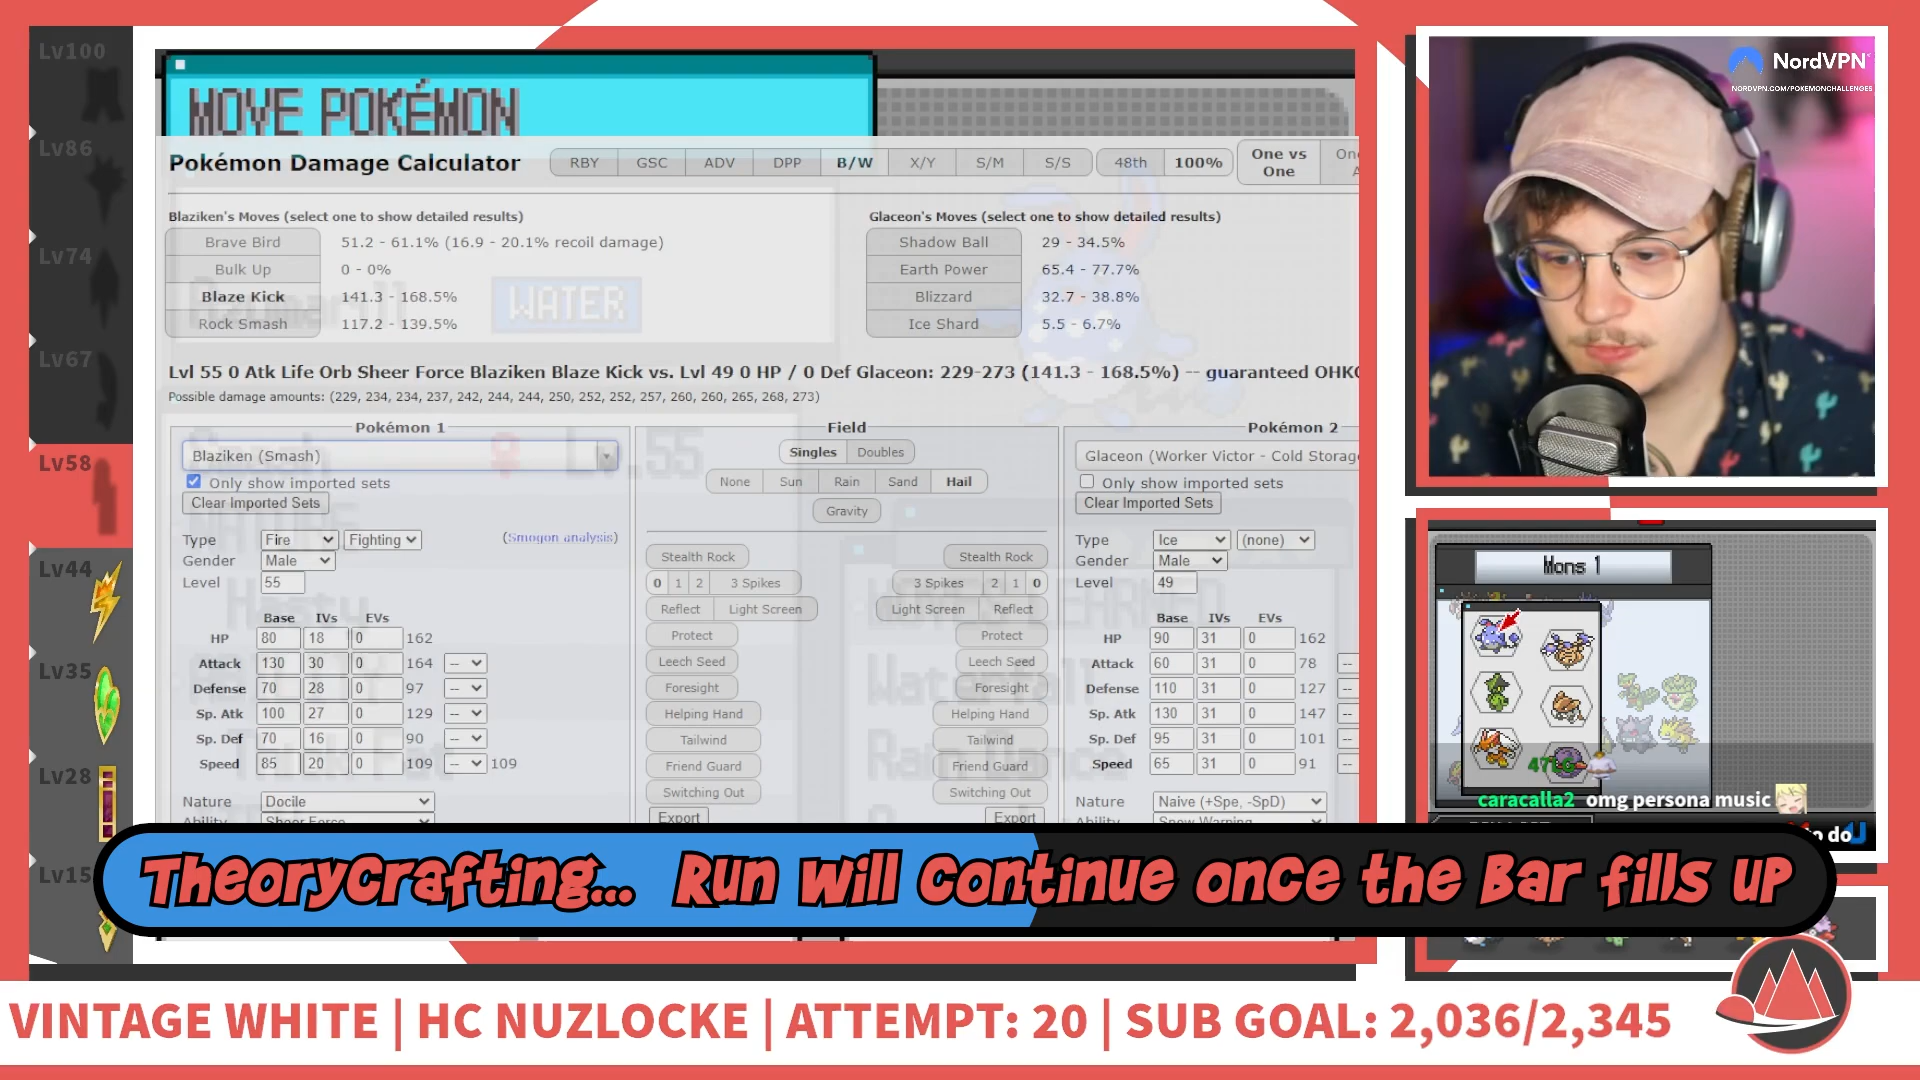 Lv100
Lv86
Lv74
Lv67
Lv58
Lv44
Lv35
Lv28
Lv15
MOVE POKÉMON
Pokémon Damage Calculator
RBY GSC ADV DPP B/W X/Y S/M S/S 48th 100% One vs One
Blaziken's Moves (select one to show detailed results)
Brave Bird 51.2 - 61.1% (16.9 - 20.1% recoil damage)
Bulk Up 0 - 0%
Blaze Kick 141.3 - 168.5%
Rock Smash 117.2 - 139.5%
Glaceon's Moves (select one to show detailed results)
Shadow Ball 29 - 34.5%
Earth Power 65.4 - 77.7%
Blizzard 32.7 - 38.8%
Ice Shard 5.5 - 6.7%
WATER
Lvl 55 0 Atk Life Orb Sheer Force Blaziken Blaze Kick vs. Lvl 49 0 HP / 0 Def Glaceon: 229-273 (141.3 - 168.5%) -- guaranteed OHKO
Possible damage amounts: (229, 234, 234, 237, 242, 244, 244, 250, 252, 252, 257, 260, 260, 265, 268, 273)
Pokémon 1
Blaziken (Smash)
Only show imported sets
Clear Imported Sets
Type Fire Fighting (Smogon analysis)
Gender Male
Level 55
Base IVs EVs
HP 80 18 0 162
Attack 130 30 0 164 --
Defense 70 28 0 97 --
Sp. Atk 100 27 0 129 --
Sp. Def 70 16 0 90 --
Speed 85 20 0 109 -- 109
Nature Docile
Ability Sheer Force
Lv.55
Field
Singles Doubles
None Sun Rain Sand Hail
Gravity
Stealth Rock Stealth Rock
0 1 2 3 Spikes 3 Spikes 2 1 0
Reflect Light Screen Light Screen Reflect
Protect Protect
Leech Seed Leech Seed
Foresight Foresight
Helping Hand Helping Hand
Tailwind Tailwind
Friend Guard Friend Guard
Switching Out Switching Out
Export Export
Pokémon 2
Glaceon (Worker Victor - Cold Storag
Only show imported sets
Clear Imported Sets
Type Ice (none)
Gender Male
Level 49
Base IVs EVs
HP 90 31 0 162
Attack 60 31 0 78 --
Defense 110 31 0 127 --
Sp. Atk 130 31 0 147 --
Sp. Def 95 31 0 101 --
Speed 65 31 0 91 --
Nature Naive (+Spe, -SpD)
Ability Snow Warning
NordVPN
NORDVPN.COM/POKEMONCHALLENGES
Mons 1
caracalla2 omg persona music
to do
Theorycrafting... Run will continue once the Bar fills up
VINTAGE WHITE | HC NUZLOCKE | ATTEMPT: 20 | SUB GOAL: 2,036/2,345